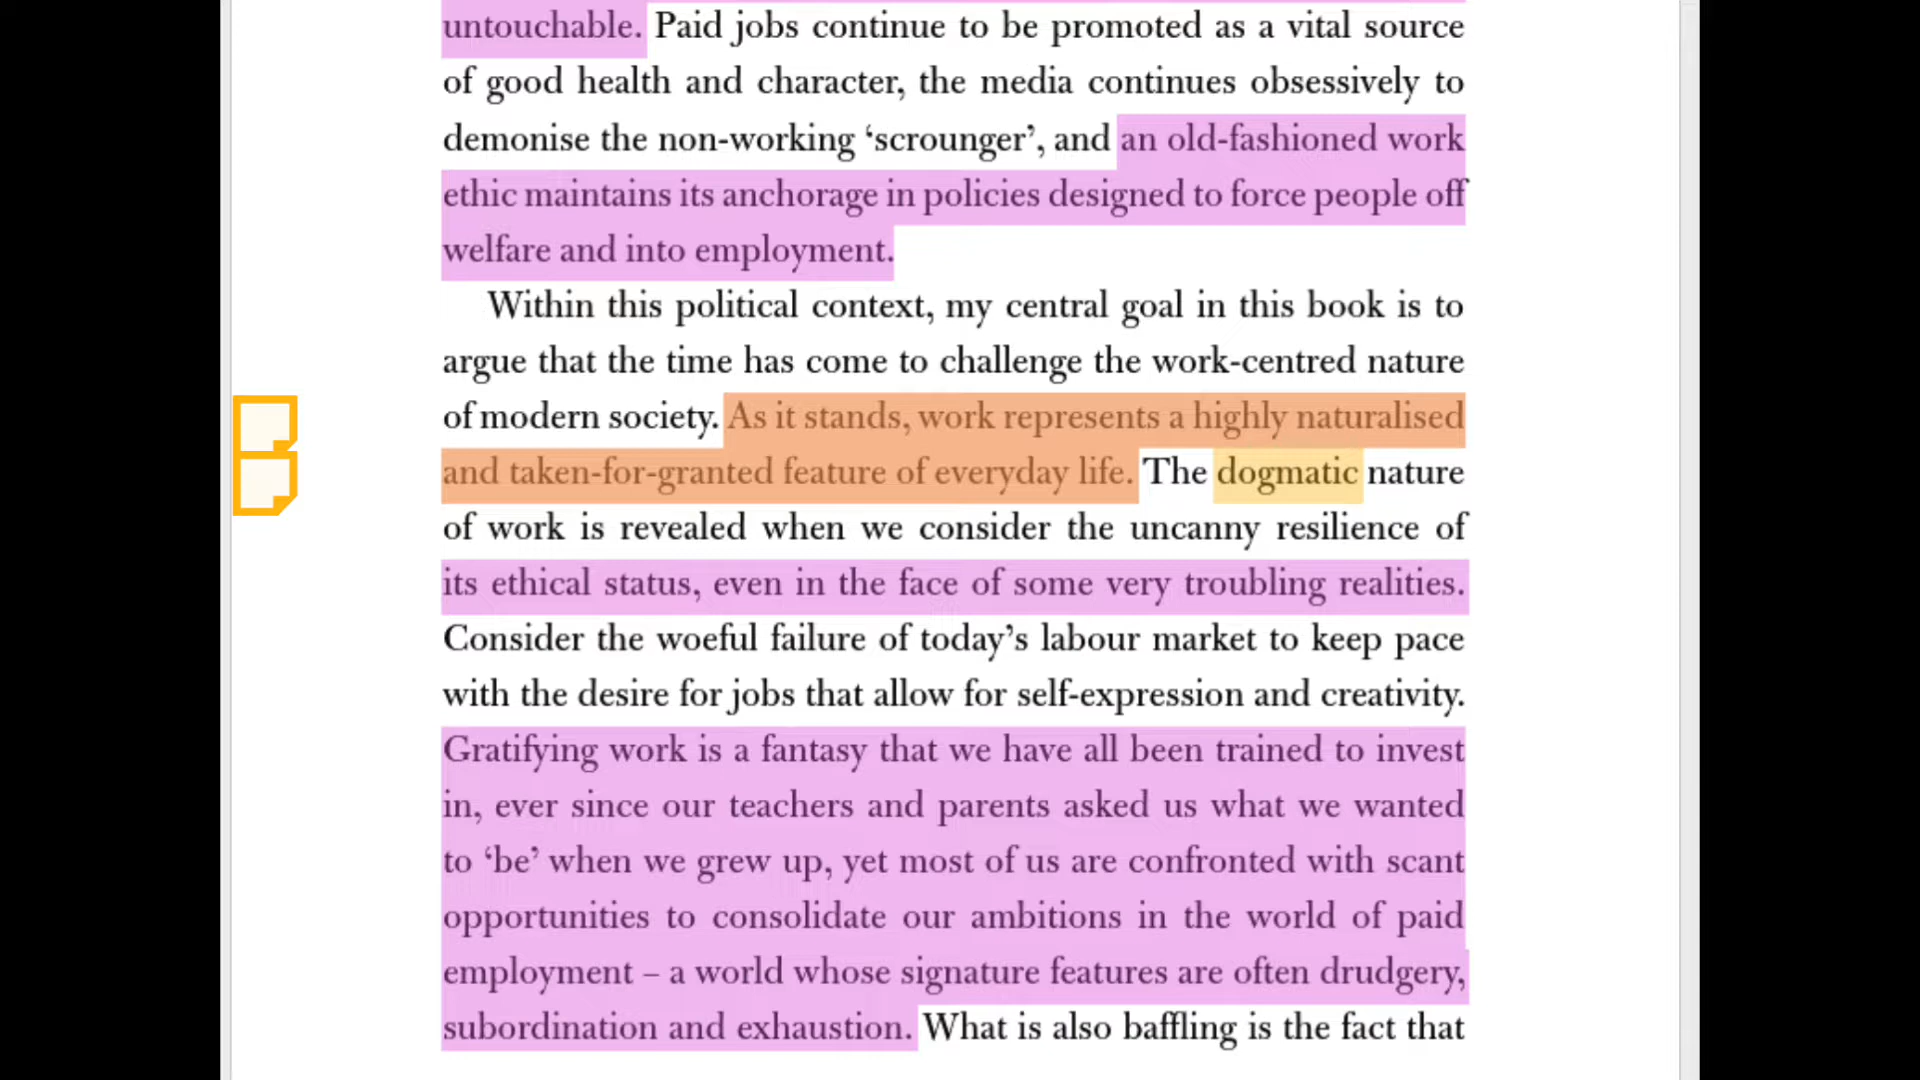 untouchable. Paid jobs continue to be promoted as a vital source
of good health and character, the media continues obsessively to
demonise the non-working ‘scrounger’, and an old-fashioned work
ethic maintains its anchorage in policies designed to force people off
welfare and into employment.
Within this political context, my central goal in this book is to
argue that the time has come to challenge the work-centred nature
of modern society. As it stands, work represents a highly naturalised
and taken-for-granted feature of everyday life. The dogmatic nature
of work is revealed when we consider the uncanny resilience of
its ethical status, even in the face of some very troubling realities.
Consider the woeful failure of today’s labour market to keep pace
with the desire for jobs that allow for self-expression and creativity.
Gratifying work is a fantasy that we have all been trained to invest
in, ever since our teachers and parents asked us what we wanted
to ‘be’ when we grew up, yet most of us are confronted with scant
opportunities to consolidate our ambitions in the world of paid
employment – a world whose signature features are often drudgery,
subordination and exhaustion. What is also baffling is the fact that